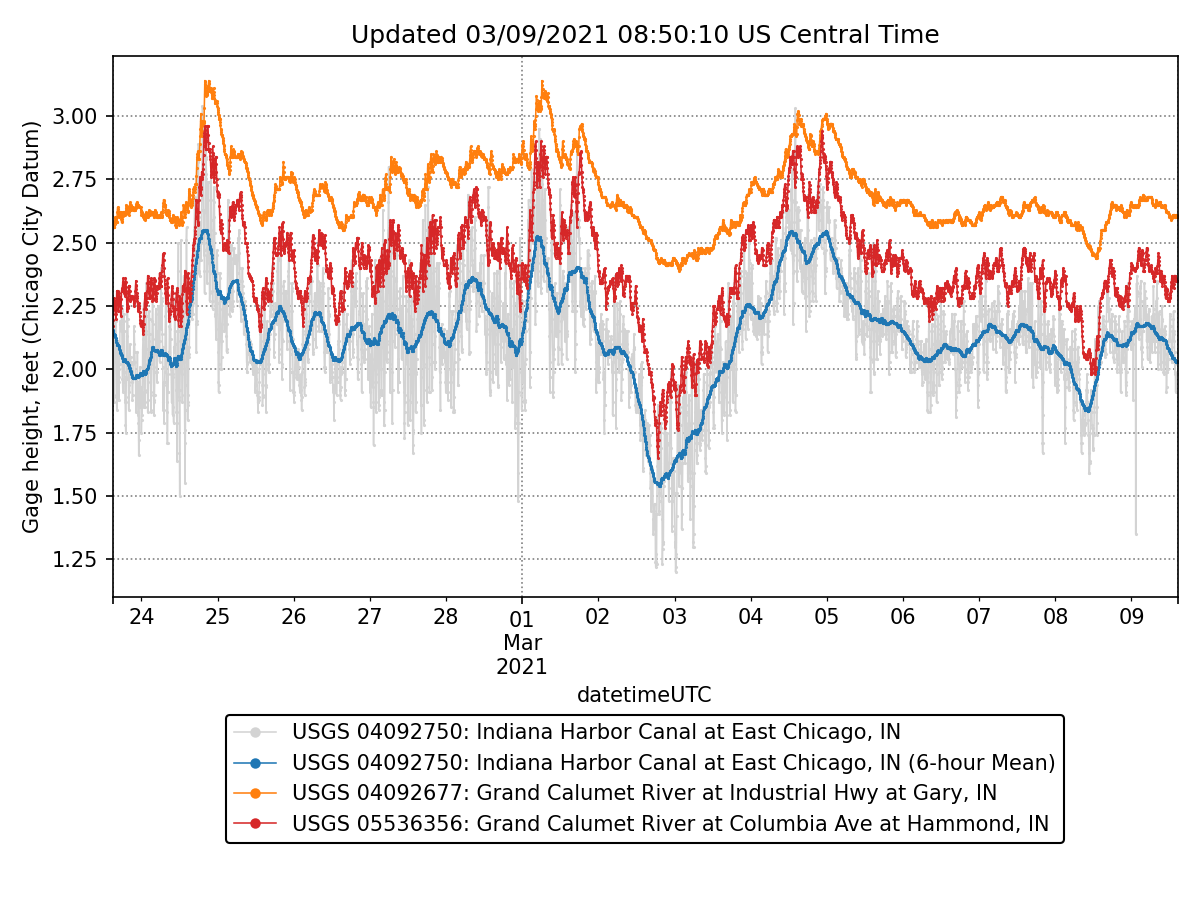 Updated 03/09/2021 08:50:10 US Central Time
Gage height, feet (Chicago City Datum)
3.00
2.75
2.50
2.25
2.00
1.75
1.50
1.25
24 25 26 27 28 01 02 03 04 05 06 07 08 09
Mar
2021
datetimeUTC
USGS 04092750: Indiana Harbor Canal at East Chicago, IN
USGS 04092750: Indiana Harbor Canal at East Chicago, IN (6-hour Mean)
USGS 04092677: Grand Calumet River at Industrial Hwy at Gary, IN
USGS 05536356: Grand Calumet River at Columbia Ave at Hammond, IN